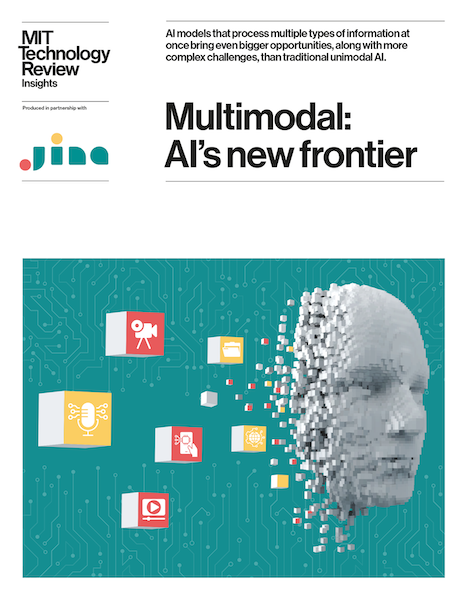 MIT
Technology
Review
Insights
Produced in partnership with
Jina
AI models that process multiple types of information at
once bring even bigger opportunities, along with more
complex challenges, than traditional unimodal AI.
Multimodal:
AI’s new frontier